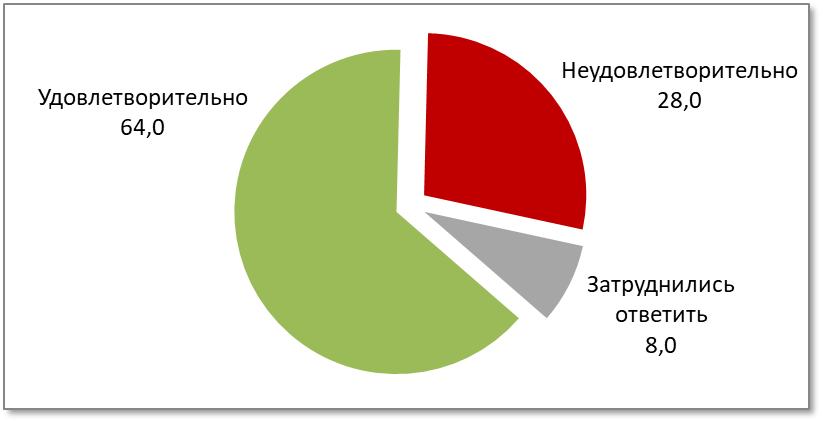 Удовлетворительно
64,0
Неудовлетворительно
28,0
Затруднились
ответить
8,0